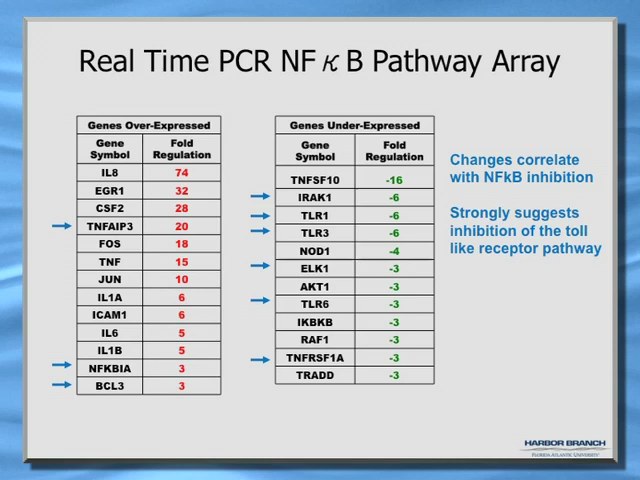 Real Time PCR NFκB Pathway Array
Genes Over-Expressed
Gene Symbol Fold Regulation
IL8 74
EGR1 32
CSF2 28
TNFAIP3 20
FOS 18
TNF 15
JUN 10
IL1A 6
ICAM1 6
IL6 5
IL1B 5
NFKBIA 3
BCL3 3
Genes Under-Expressed
Gene Symbol Fold Regulation
TNFSF10 -16
IRAK1 -6
TLR1 -6
TLR3 -6
NOD1 -4
ELK1 -3
AKT1 -3
TLR6 -3
IKBKB -3
RAF1 -3
TNFRSF1A -3
TRADD -3
Changes correlate
with NFkB inhibition
Strongly suggests
inhibition of the toll
like receptor pathway
HARBOR BRANCH
FLORIDA ATLANTIC UNIVERSITY